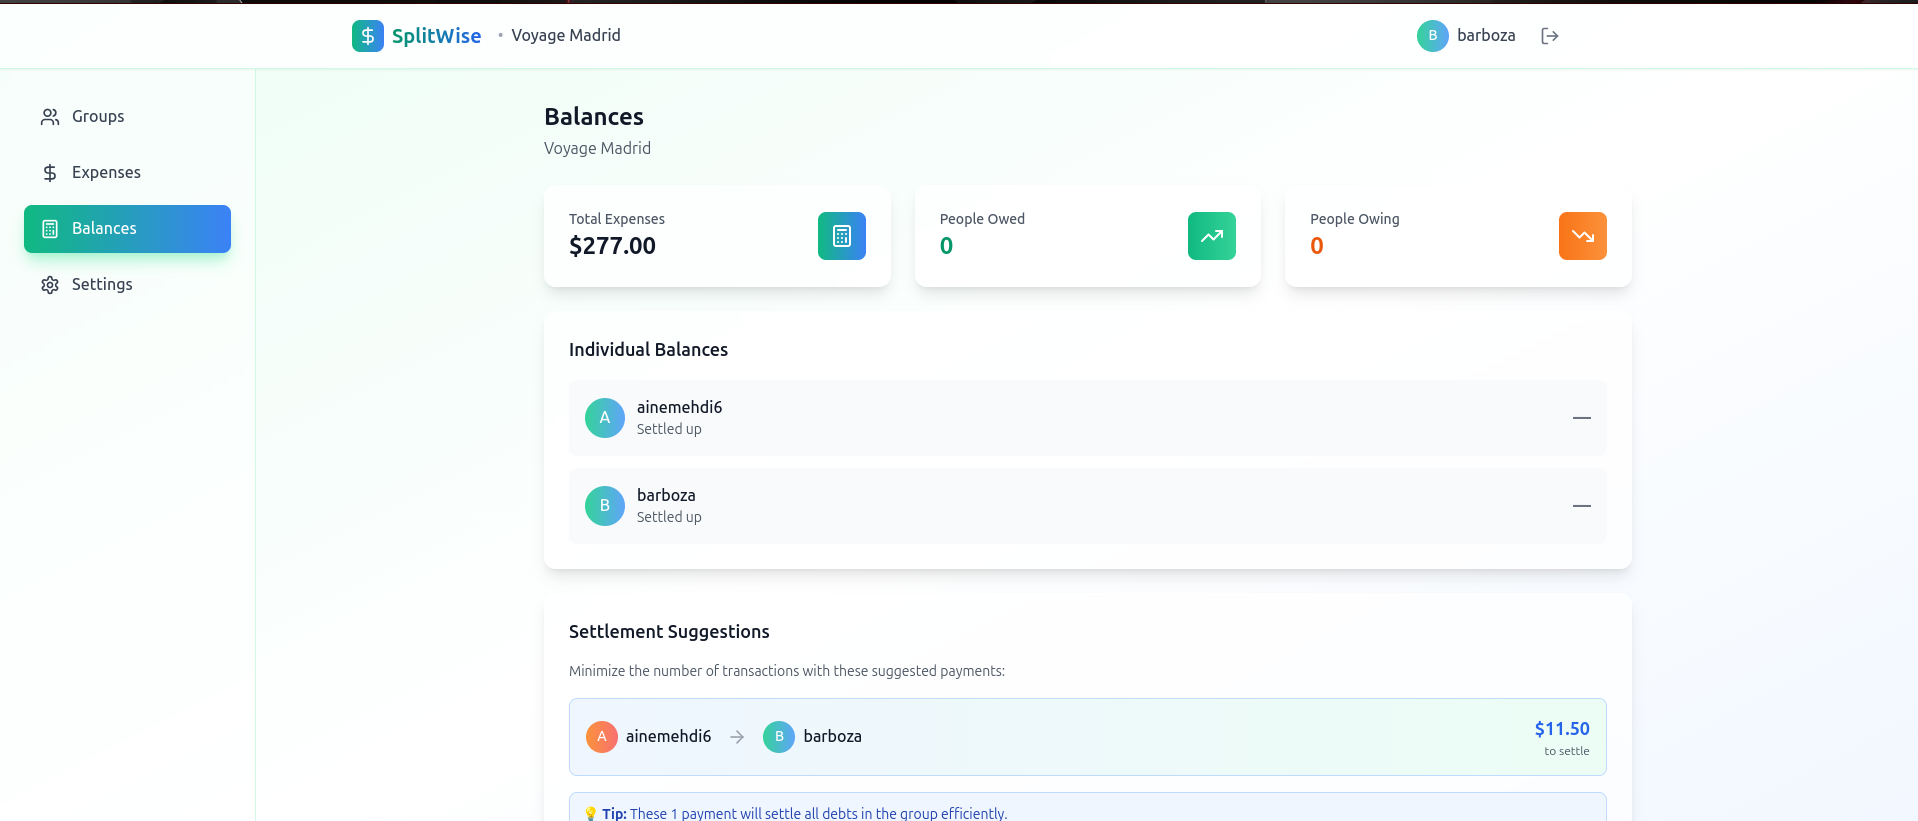 $ SplitWise • Voyage Madrid
B barboza
Groups
Expenses
Balances
Settings
Balances
Voyage Madrid
Total Expenses
$277.00
People Owed
0
People Owing
0
Individual Balances
A
ainemehdi6
Settled up
—
B
barboza
Settled up
—
Settlement Suggestions
Minimize the number of transactions with these suggested payments:
A ainemehdi6 → B barboza
$11.50
to settle
💡 Tip: These 1 payment will settle all debts in the group efficiently.